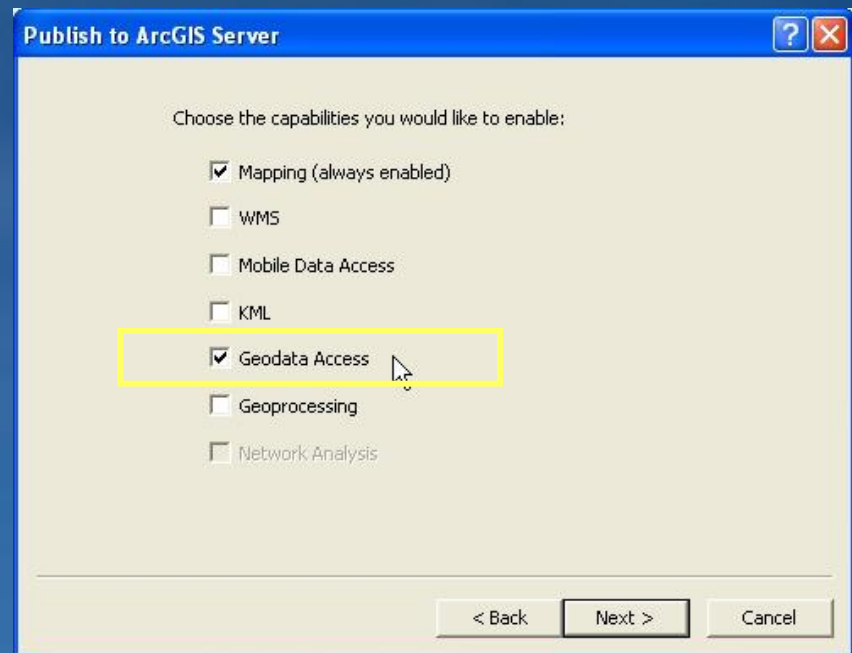 Publish to ArcGIS Server
Choose the capabilities you would like to enable:
Mapping (always enabled)
WMS
Mobile Data Access
KML
Geodata Access
Geoprocessing
Network Analysis
< Back Next > Cancel